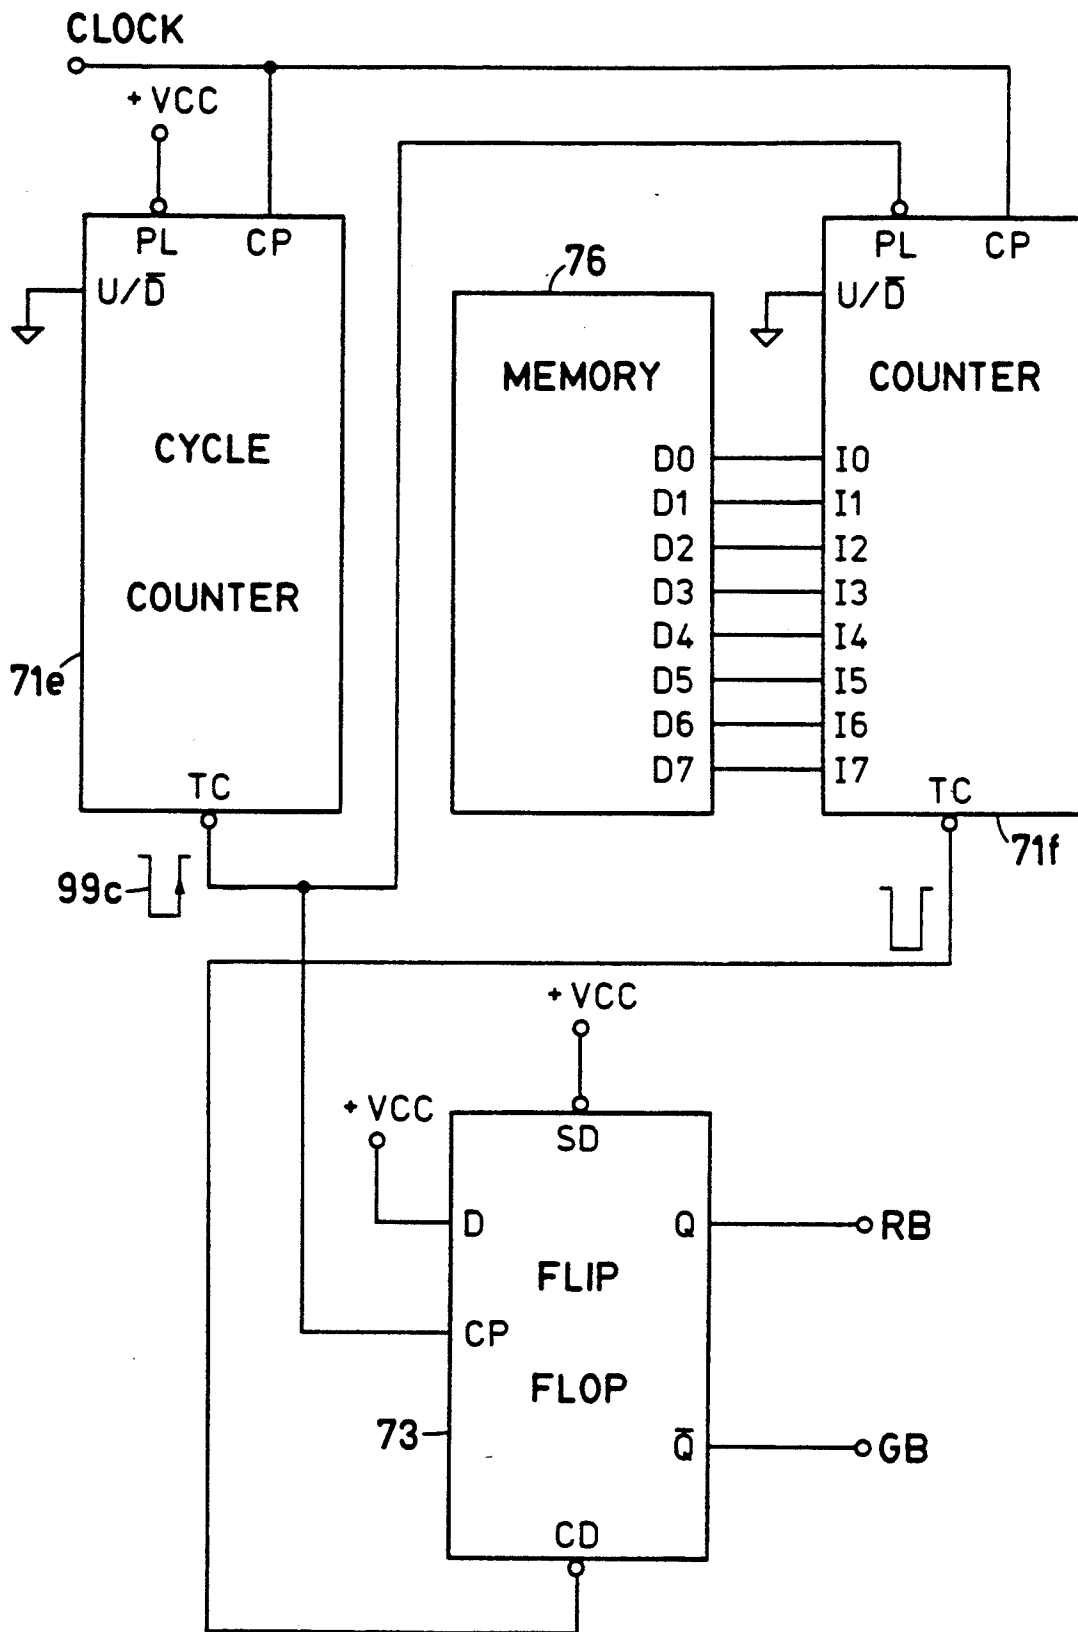 CLOCK
+VCC
PL CP
U/D̅
CYCLE
COUNTER
71e
TC
99c
76
MEMORY
D0
D1
D2
D3
D4
D5
D6
D7
PL CP
U/D̅
COUNTER
I0
I1
I2
I3
I4
I5
I6
I7
TC
71f
+VCC
+VCC
SD
D
Q
RB
FLIP
CP
FLOP
73
Q̅
GB
CD